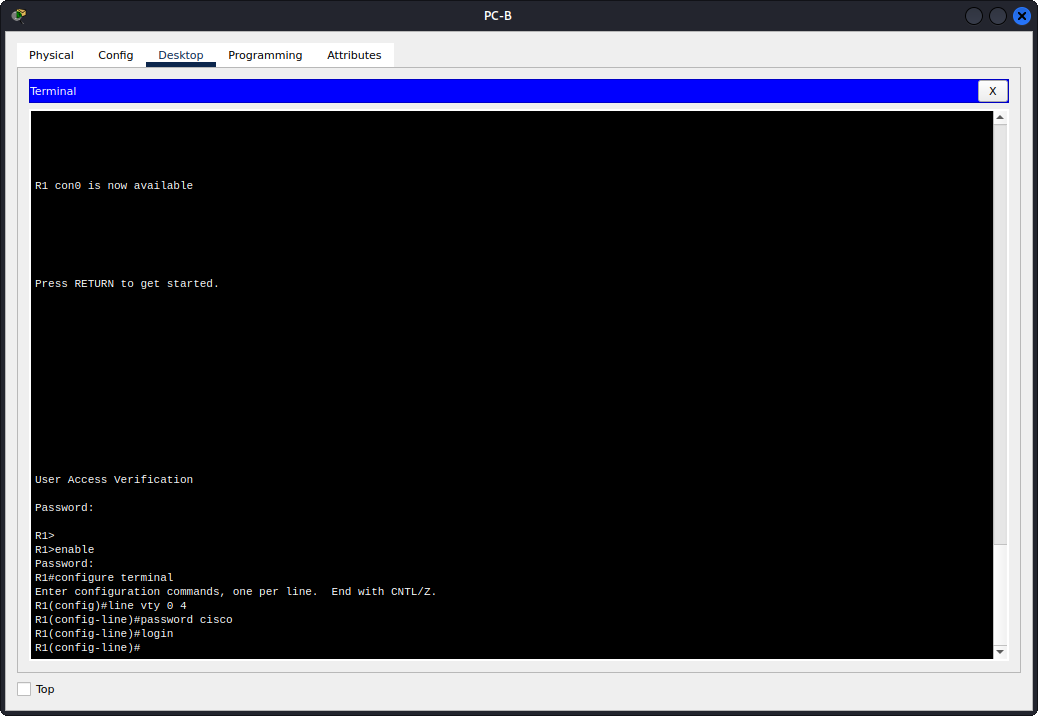 PC-B
Physical Config Desktop Programming Attributes
Terminal X
R1 con0 is now available
Press RETURN to get started.
User Access Verification
Password:
R1>
R1>enable
Password:
R1#configure terminal
Enter configuration commands, one per line.  End with CNTL/Z.
R1(config)#line vty 0 4
R1(config-line)#password cisco
R1(config-line)#login
R1(config-line)#
Top